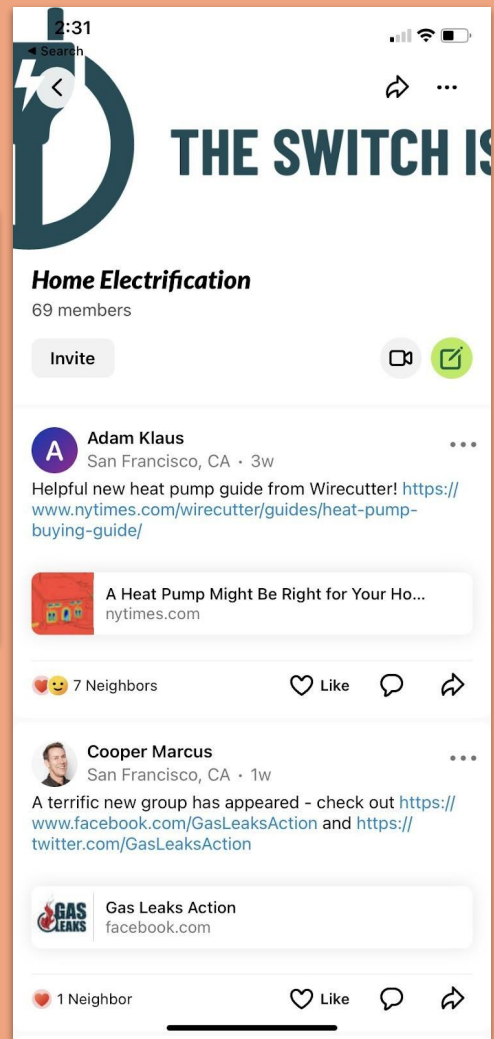 2:31
Search
THE SWITCH IS
Home Electrification
69 members
Invite
A
Adam Klaus
San Francisco, CA · 3w
Helpful new heat pump guide from Wirecutter! https://
www.nytimes.com/wirecutter/guides/heat-pump-
buying-guide/
A Heat Pump Might Be Right for Your Ho...
nytimes.com
7 Neighbors
Like
Cooper Marcus
San Francisco, CA · 1w
A terrific new group has appeared - check out https://
www.facebook.com/GasLeaksAction and https://
twitter.com/GasLeaksAction
GAS
LEAKS
Gas Leaks Action
facebook.com
1 Neighbor
Like